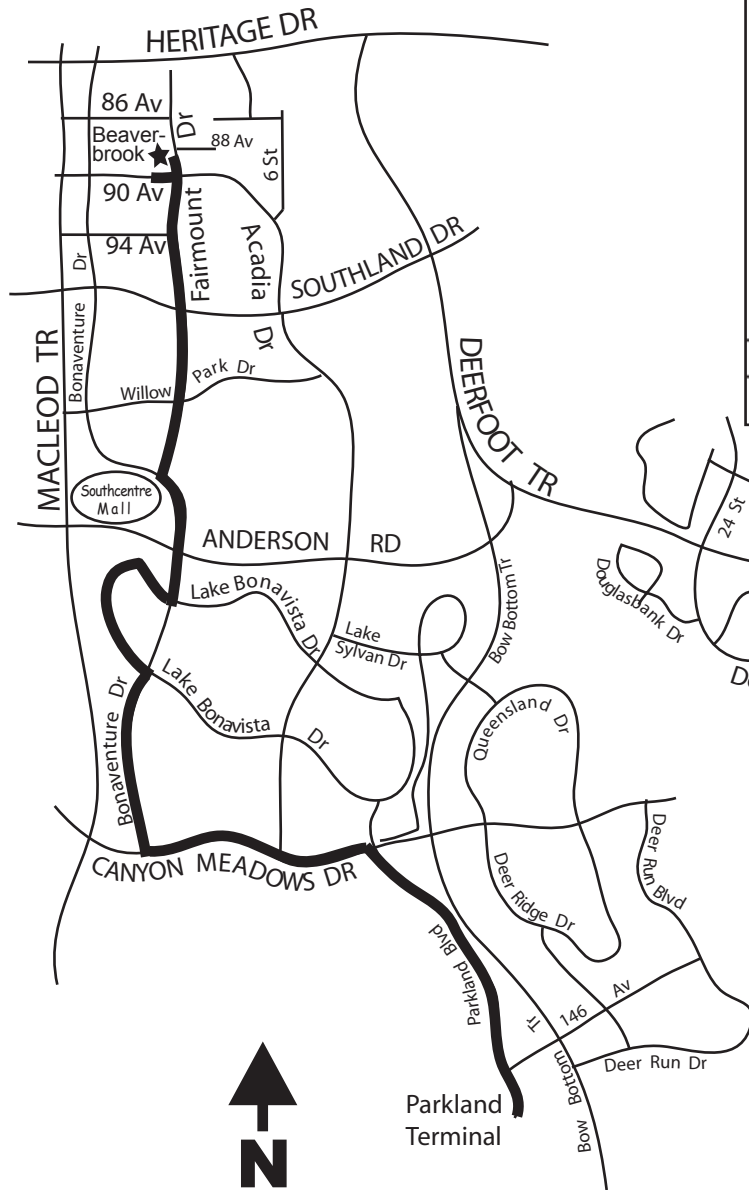 HERITAGE DR
86 Av
Beaver-
brook
Dr
88 Av
6 St
90 Av
Fairmount
94 Av
Acadia
Dr
SOUTHLAND DR
Bonaventure
Dr
MACLEOD TR
Willow
Park Dr
DEERFOOT TR
Southcentre
Mall
24 St
ANDERSON RD
Bow Bottom Tr
Douglasbank Dr
Lake Bonavista Dr
Lake
Sylvan Dr
Lake Bonavista
Dr
Queensland Dr
Bonaventure Dr
CANYON MEADOWS DR
Deer Run Blvd
Deer Ridge Dr
Parkland Blvd
146 Av
Tr
Bow Bottom
Deer Run Dr
Parkland
Terminal
N